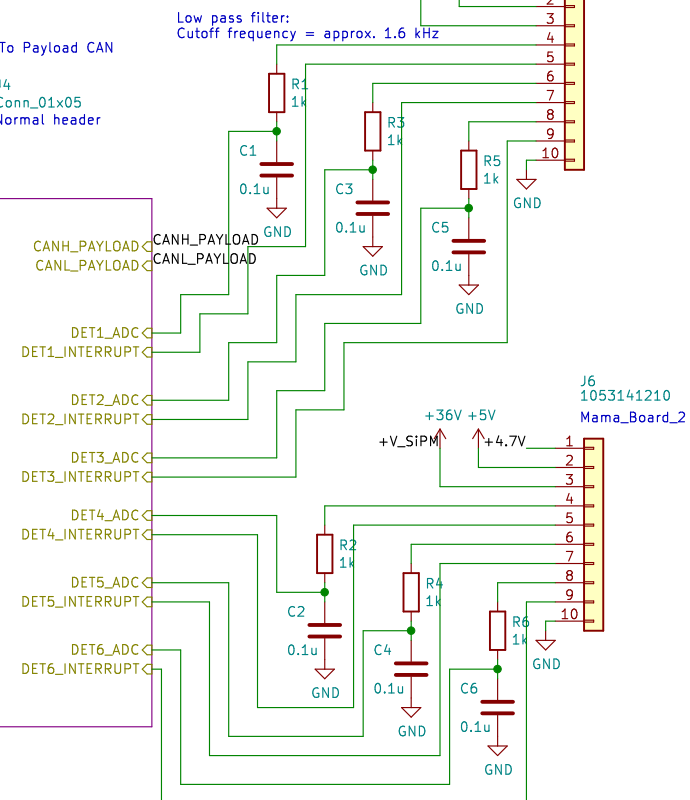 2
Low pass filter:
3
Cutoff frequency = approx. 1.6 kHz
4
To Payload CAN
5
6
J4
R1
Conn_01x05
1k
7
Normal header
R3
8
1k
9
C1
10
R5
0.1u
1k
C3
GND
0.1u
GND
C5
0.1u
CANH_PAYLOAD
CANH_PAYLOAD
CANL_PAYLOAD
CANL_PAYLOAD
GND
GND
DET1_ADC
DET1_INTERRUPT
J6
1053141210
DET2_ADC
+36V
+5V
Mama_Board_2
DET2_INTERRUPT
+V_SiPM
+4.7V
1
DET3_ADC
2
DET3_INTERRUPT
3
4
DET4_ADC
5
DET4_INTERRUPT
R2
6
1k
7
DET5_ADC
R4
8
DET5_INTERRUPT
1k
9
C2
R6
10
1k
0.1u
C4
DET6_ADC
GND
DET6_INTERRUPT
0.1u
C6
GND
0.1u
GND
GND